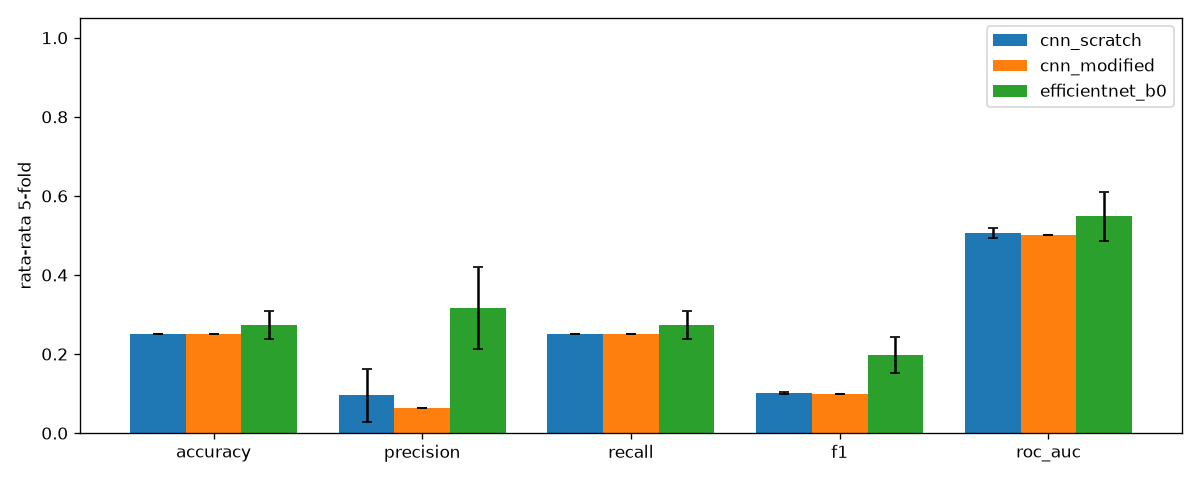 cnn_scratch
cnn_modified
efficientnet_b0
rata-rata 5-fold
1.0
0.8
0.6
0.4
0.2
0.0
accuracy precision recall f1 roc_auc